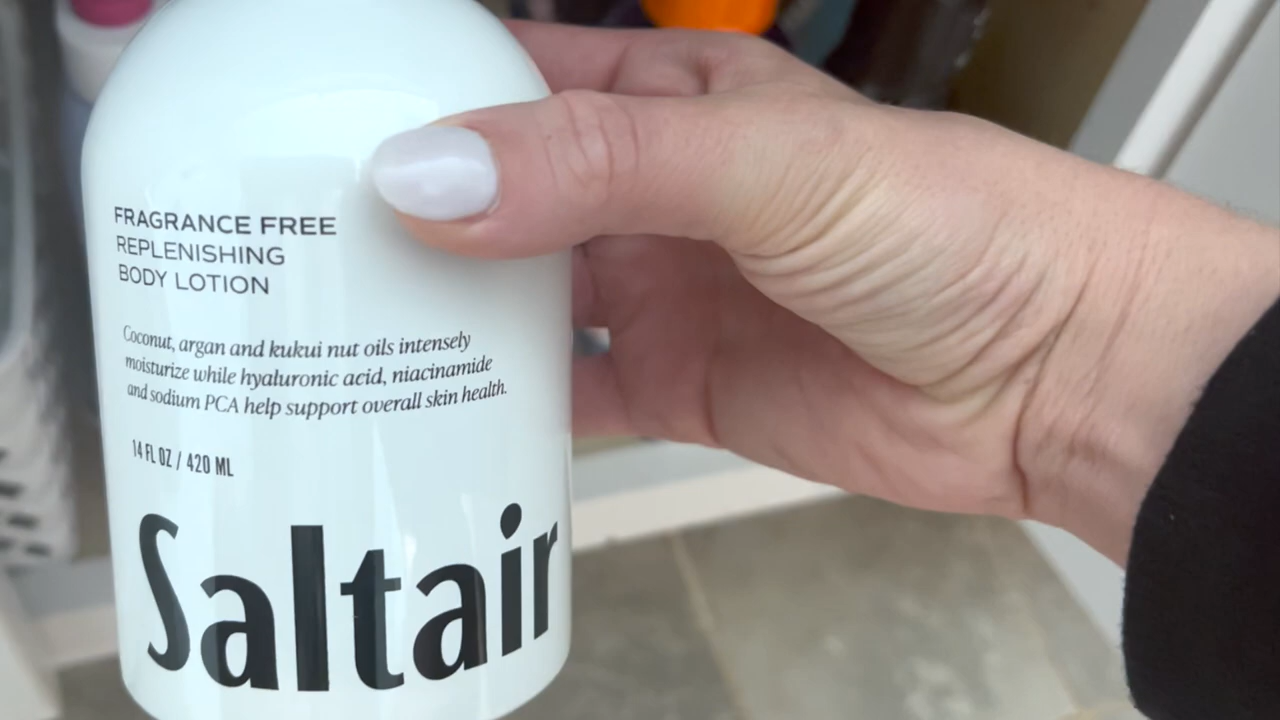 FRAGRANCE FREE
REPLENISHING
BODY LOTION
Coconut, argan and kukui nut oils intensely
moisturize while hyaluronic acid, niacinamide
and sodium PCA help support overall skin health.
14 FL OZ / 420 ML
Saltair